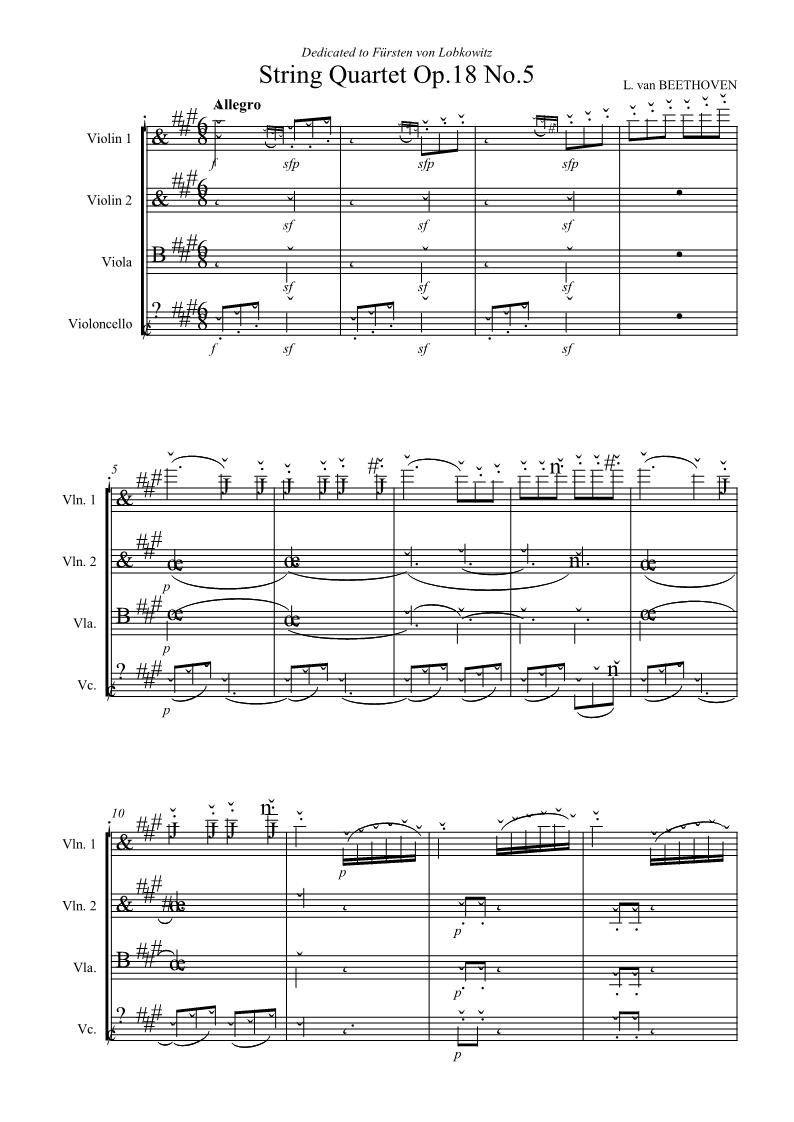 Dedicated to Fürsten von Lobkowitz
String Quartet Op.18 No.5
L. van BEETHOVEN
Allegro
Violin 1
f sfp sfp sfp
Violin 2
sf sf sf
Viola
sf sf sf
Violoncello
f sf sf sf
5
Vln. 1
Vln. 2
p
Vla.
p
Vc.
p
10
Vln. 1
p
Vln. 2
p
Vla.
p
Vc.
p